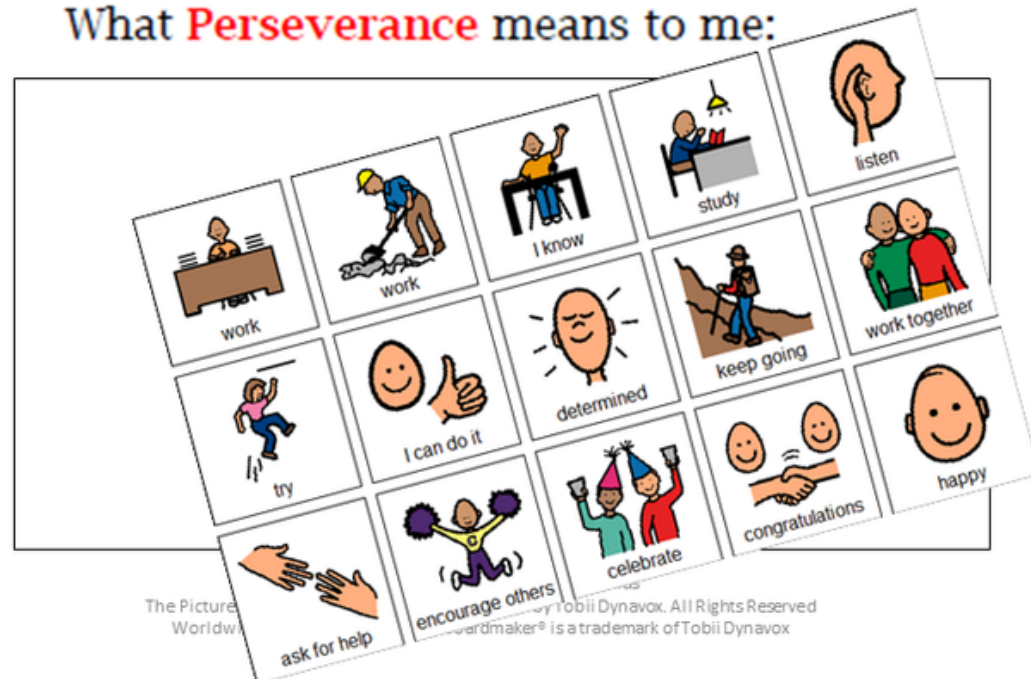 What Perseverance means to me:
work
work
I know
study
listen
try
I can do it
determined
keep going
work together
ask for help
encourage others
celebrate
congratulations
happy
The Picture by Tobii Dynavox. All Rights Reserved
is a trademark of Tobii Dynavox